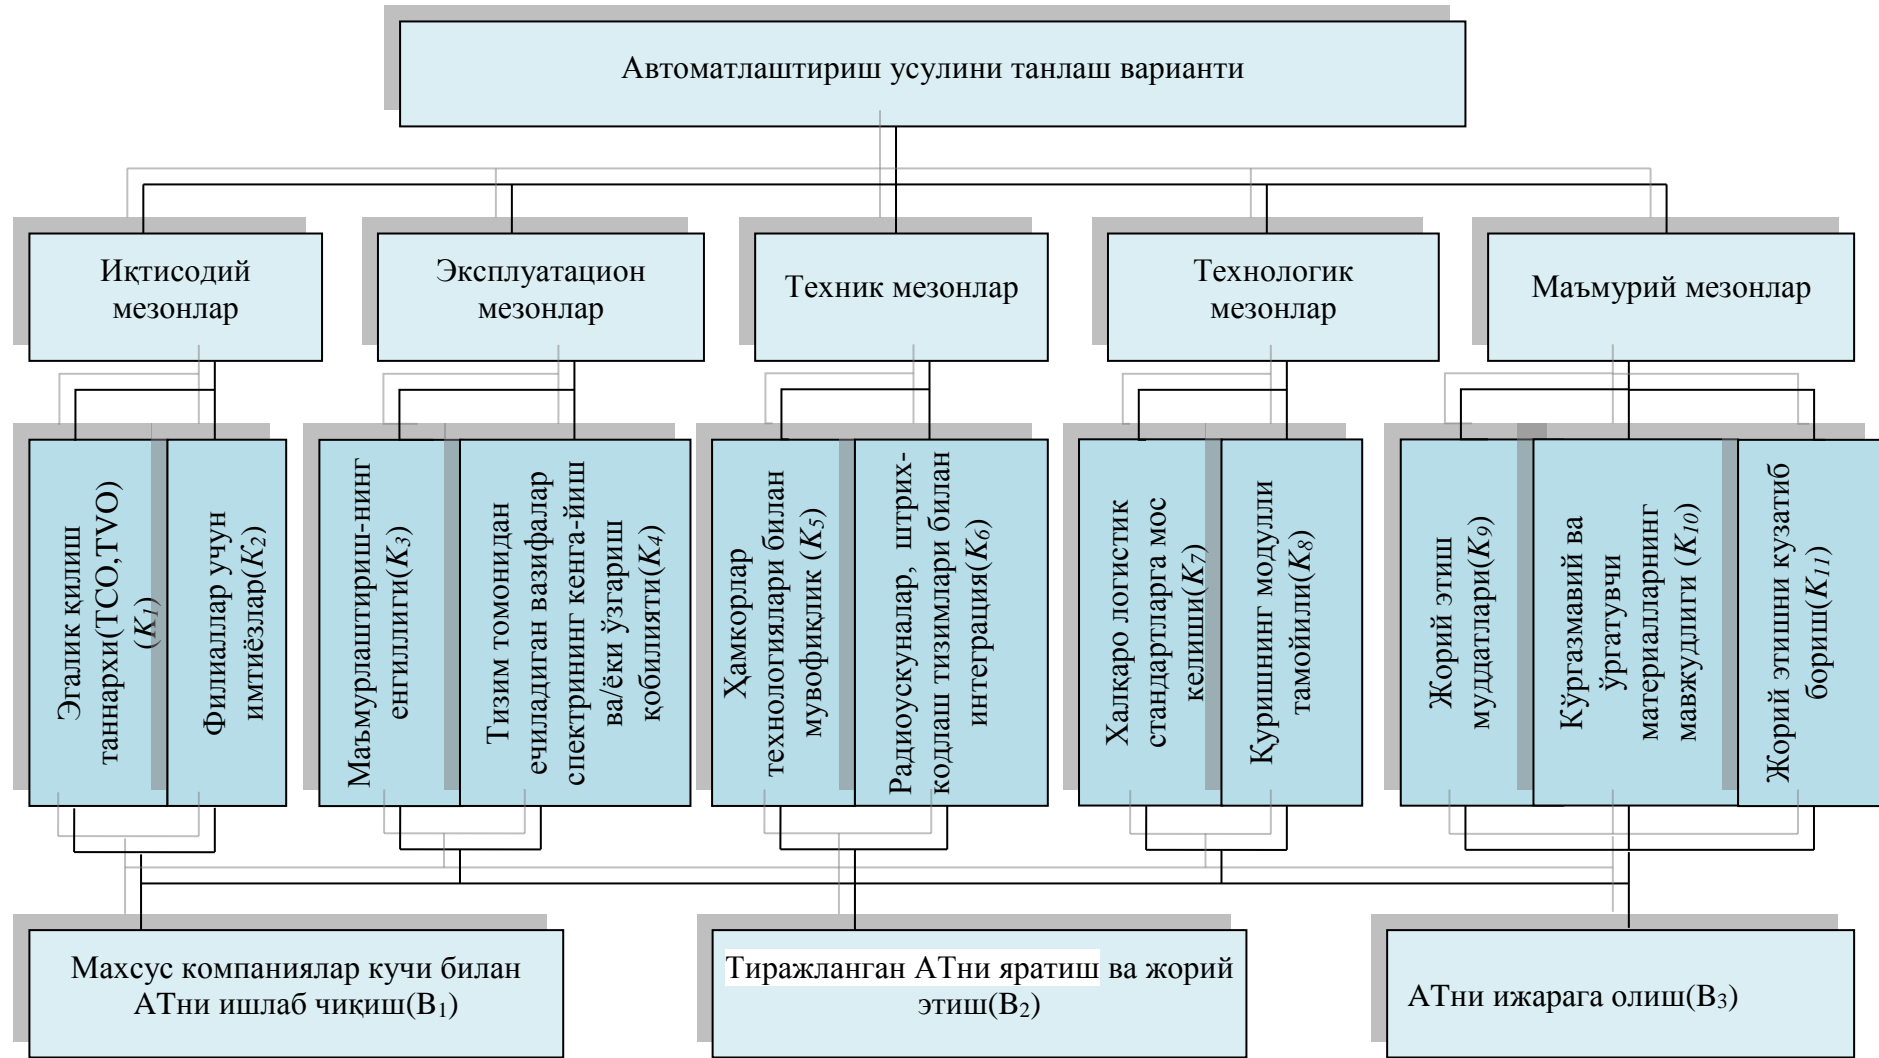 Автоматлаштириш усулини танлаш варианти
Иқтисодий
мезонлар
Эксплуатацион
мезонлар
Техник мезонлар
Технологик
мезонлар
Маъмурий мезонлар
Эгалик қилиш
таннархи(TCO,TVO)
(K1)
Филиаллар учун
имтиёзлар(K2)
Маъмурлаштириш-нинг
енгиллиги(K3)
Тизим томонидан
ечиладиган вазифалар
спектрининг кенга-йиш
ва/ёки ўзгариш
қобилияти(K4)
Ҳамкорлар
технологиялари билан
мувофиқлик (K5)
Радиоускуналар, штрих-
кодлаш тизимлари билан
интеграция(K6)
Халқаро логистик
стандартларга мос
келиши(K7)
Қуришнинг модулли
тамойили(K8)
Жорий этиш
муддатлари(K9)
Кўргазмавий ва
ўргатувчи
материалларнинг
мавжудлиги (K10)
Жорий этишни кузатиб
бориш(K11)
Махсус компаниялар кучи билан
АТни ишлаб чиқиш(В1)
Тиражланган АТни яратиш ва жорий
этиш(В2)
АТни ижарага олиш(В3)